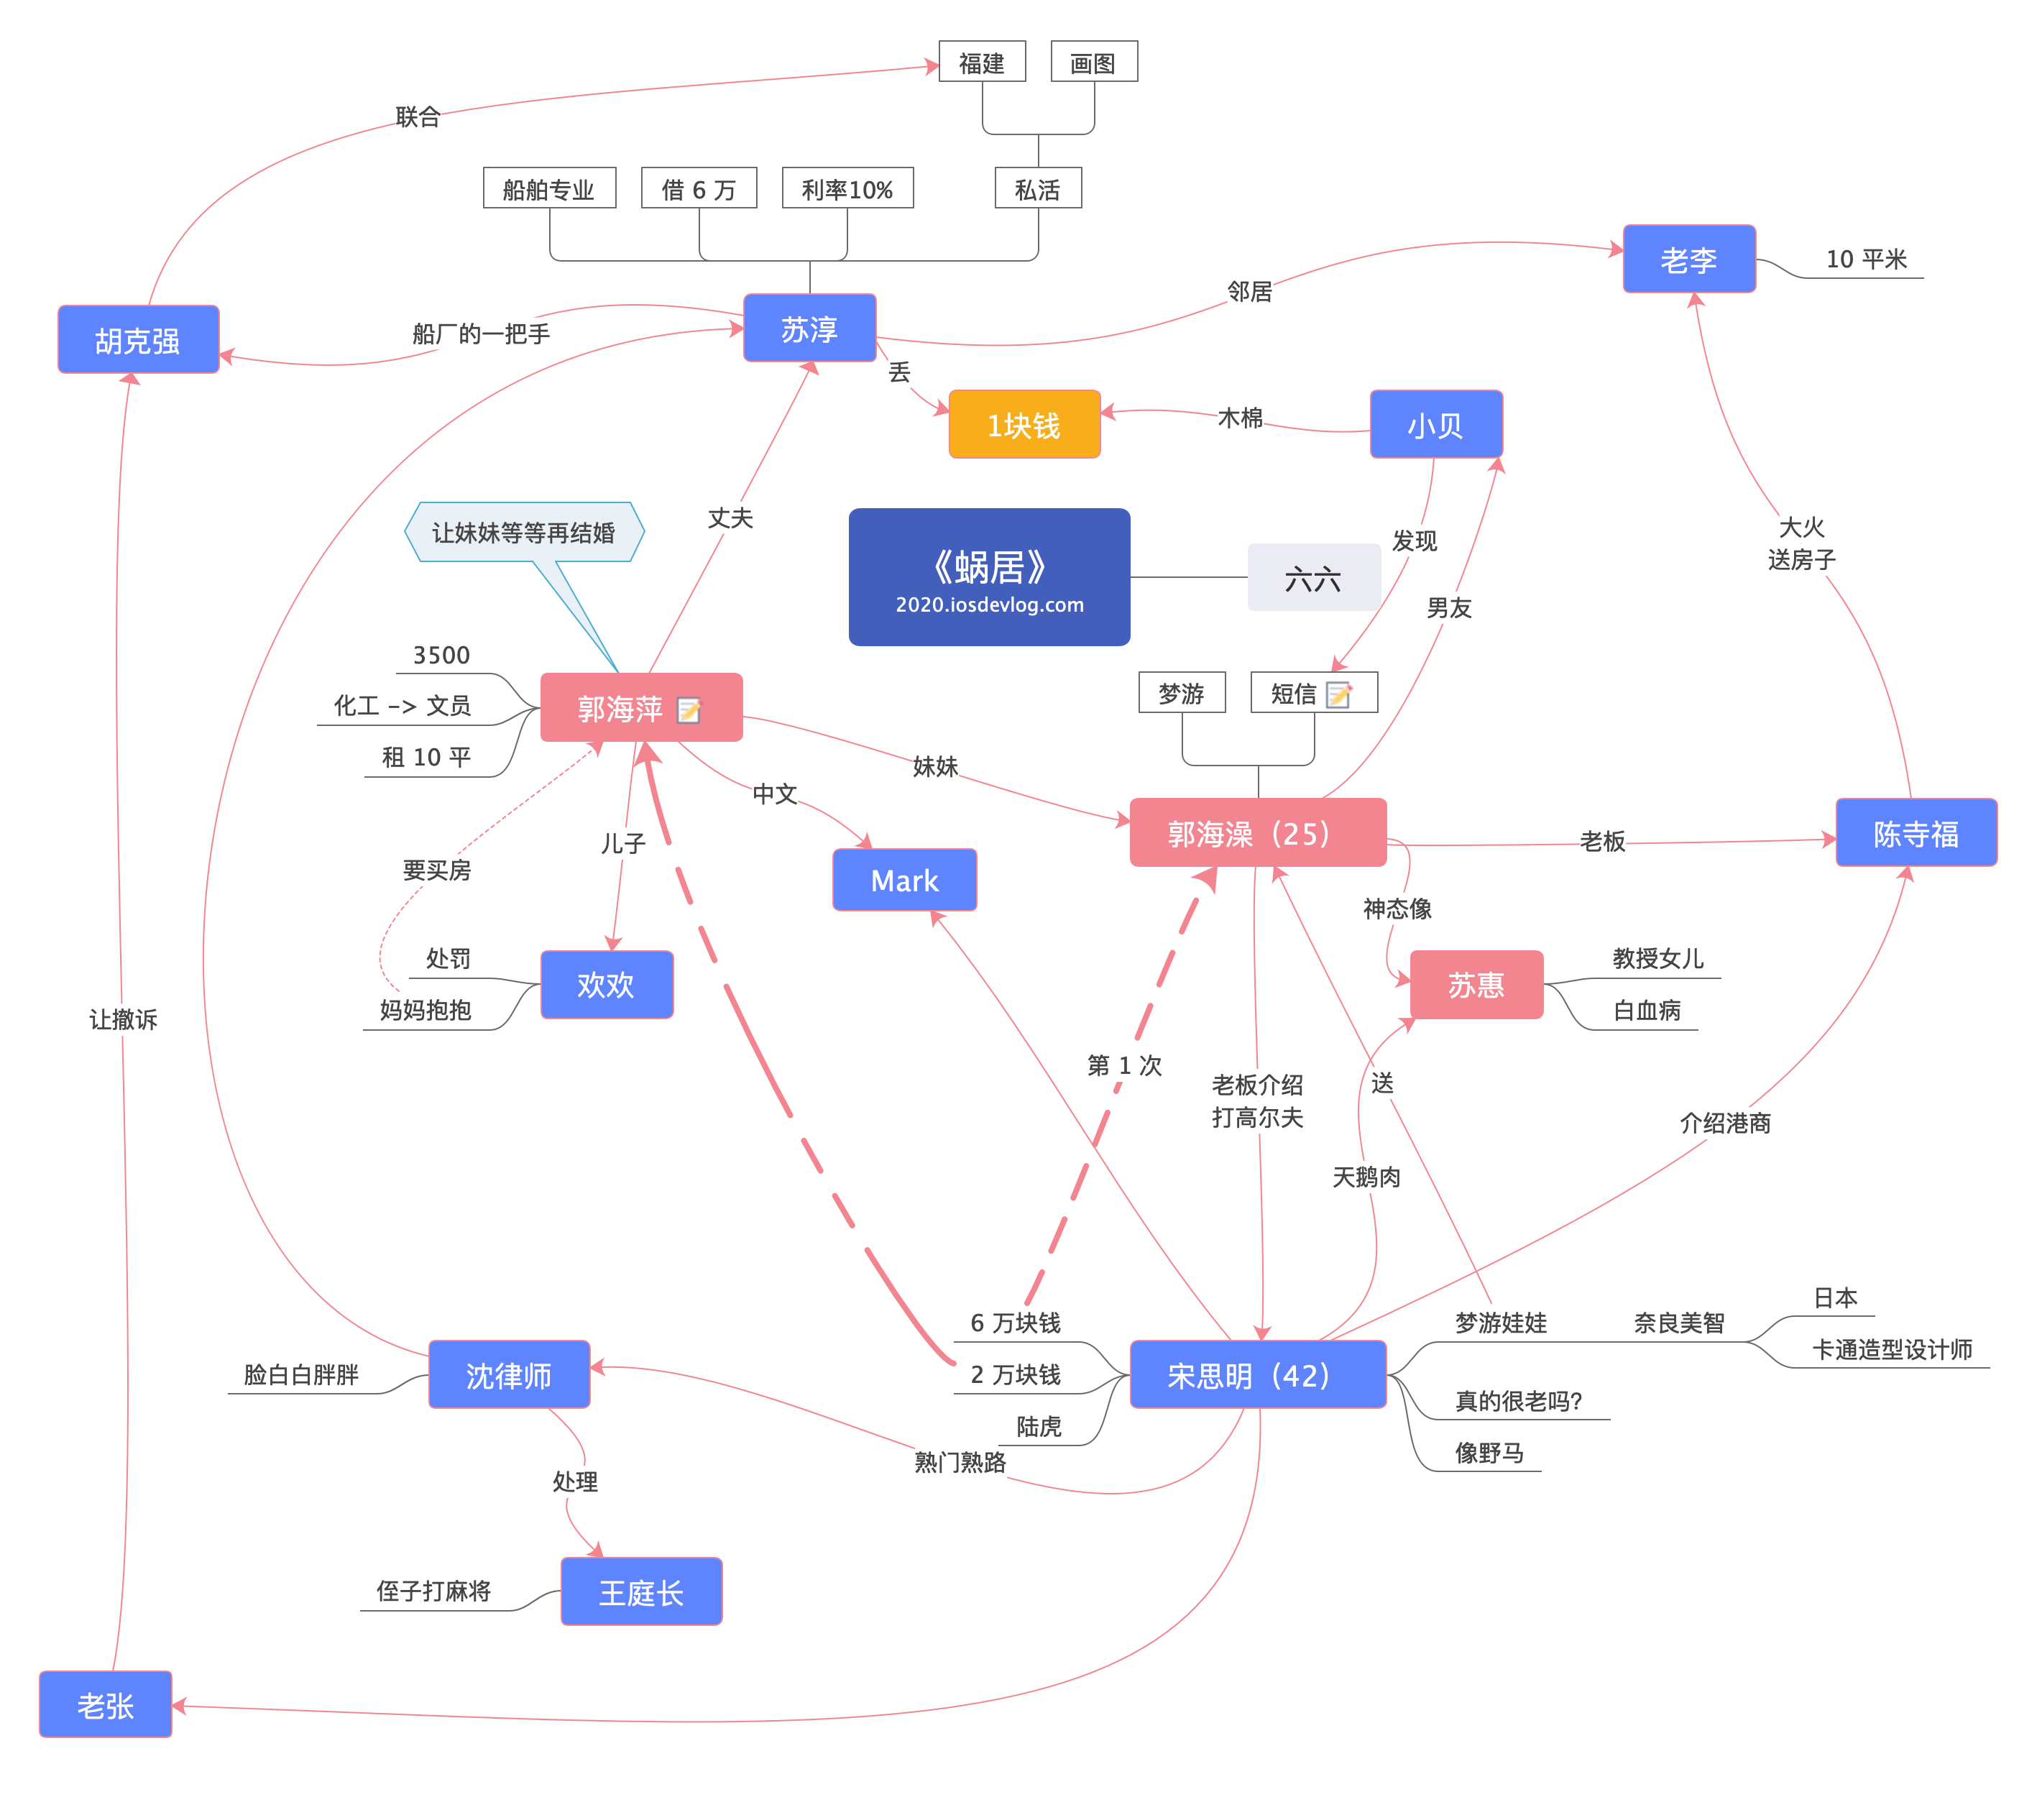 福建
画图
联合
船舶专业
借 6 万
利率10%
私活
老李
10 平米
邻居
胡克强
船厂的一把手
苏淳
丢
1块钱
木棉
小贝
丈夫
让妹妹等等再结婚
《蜗居》
2020.iosdevlog.com
六六
发现
大火
送房子
男友
3500
化工 -> 文员
租 10 平
郭海萍
梦游
短信
妹妹
中文
儿子
要买房
Mark
郭海澡（25）
老板
陈寺福
神态像
处罚
妈妈抱抱
欢欢
苏惠
教授女儿
白血病
让撤诉
第 1 次
老板介绍
打高尔夫
送
天鹅肉
介绍港商
6 万块钱
2 万块钱
陆虎
宋思明（42）
梦游娃娃
奈良美智
日本
卡通造型设计师
真的很老吗?
像野马
脸白白胖胖
沈律师
熟门熟路
处理
侄子打麻将
王庭长
老张